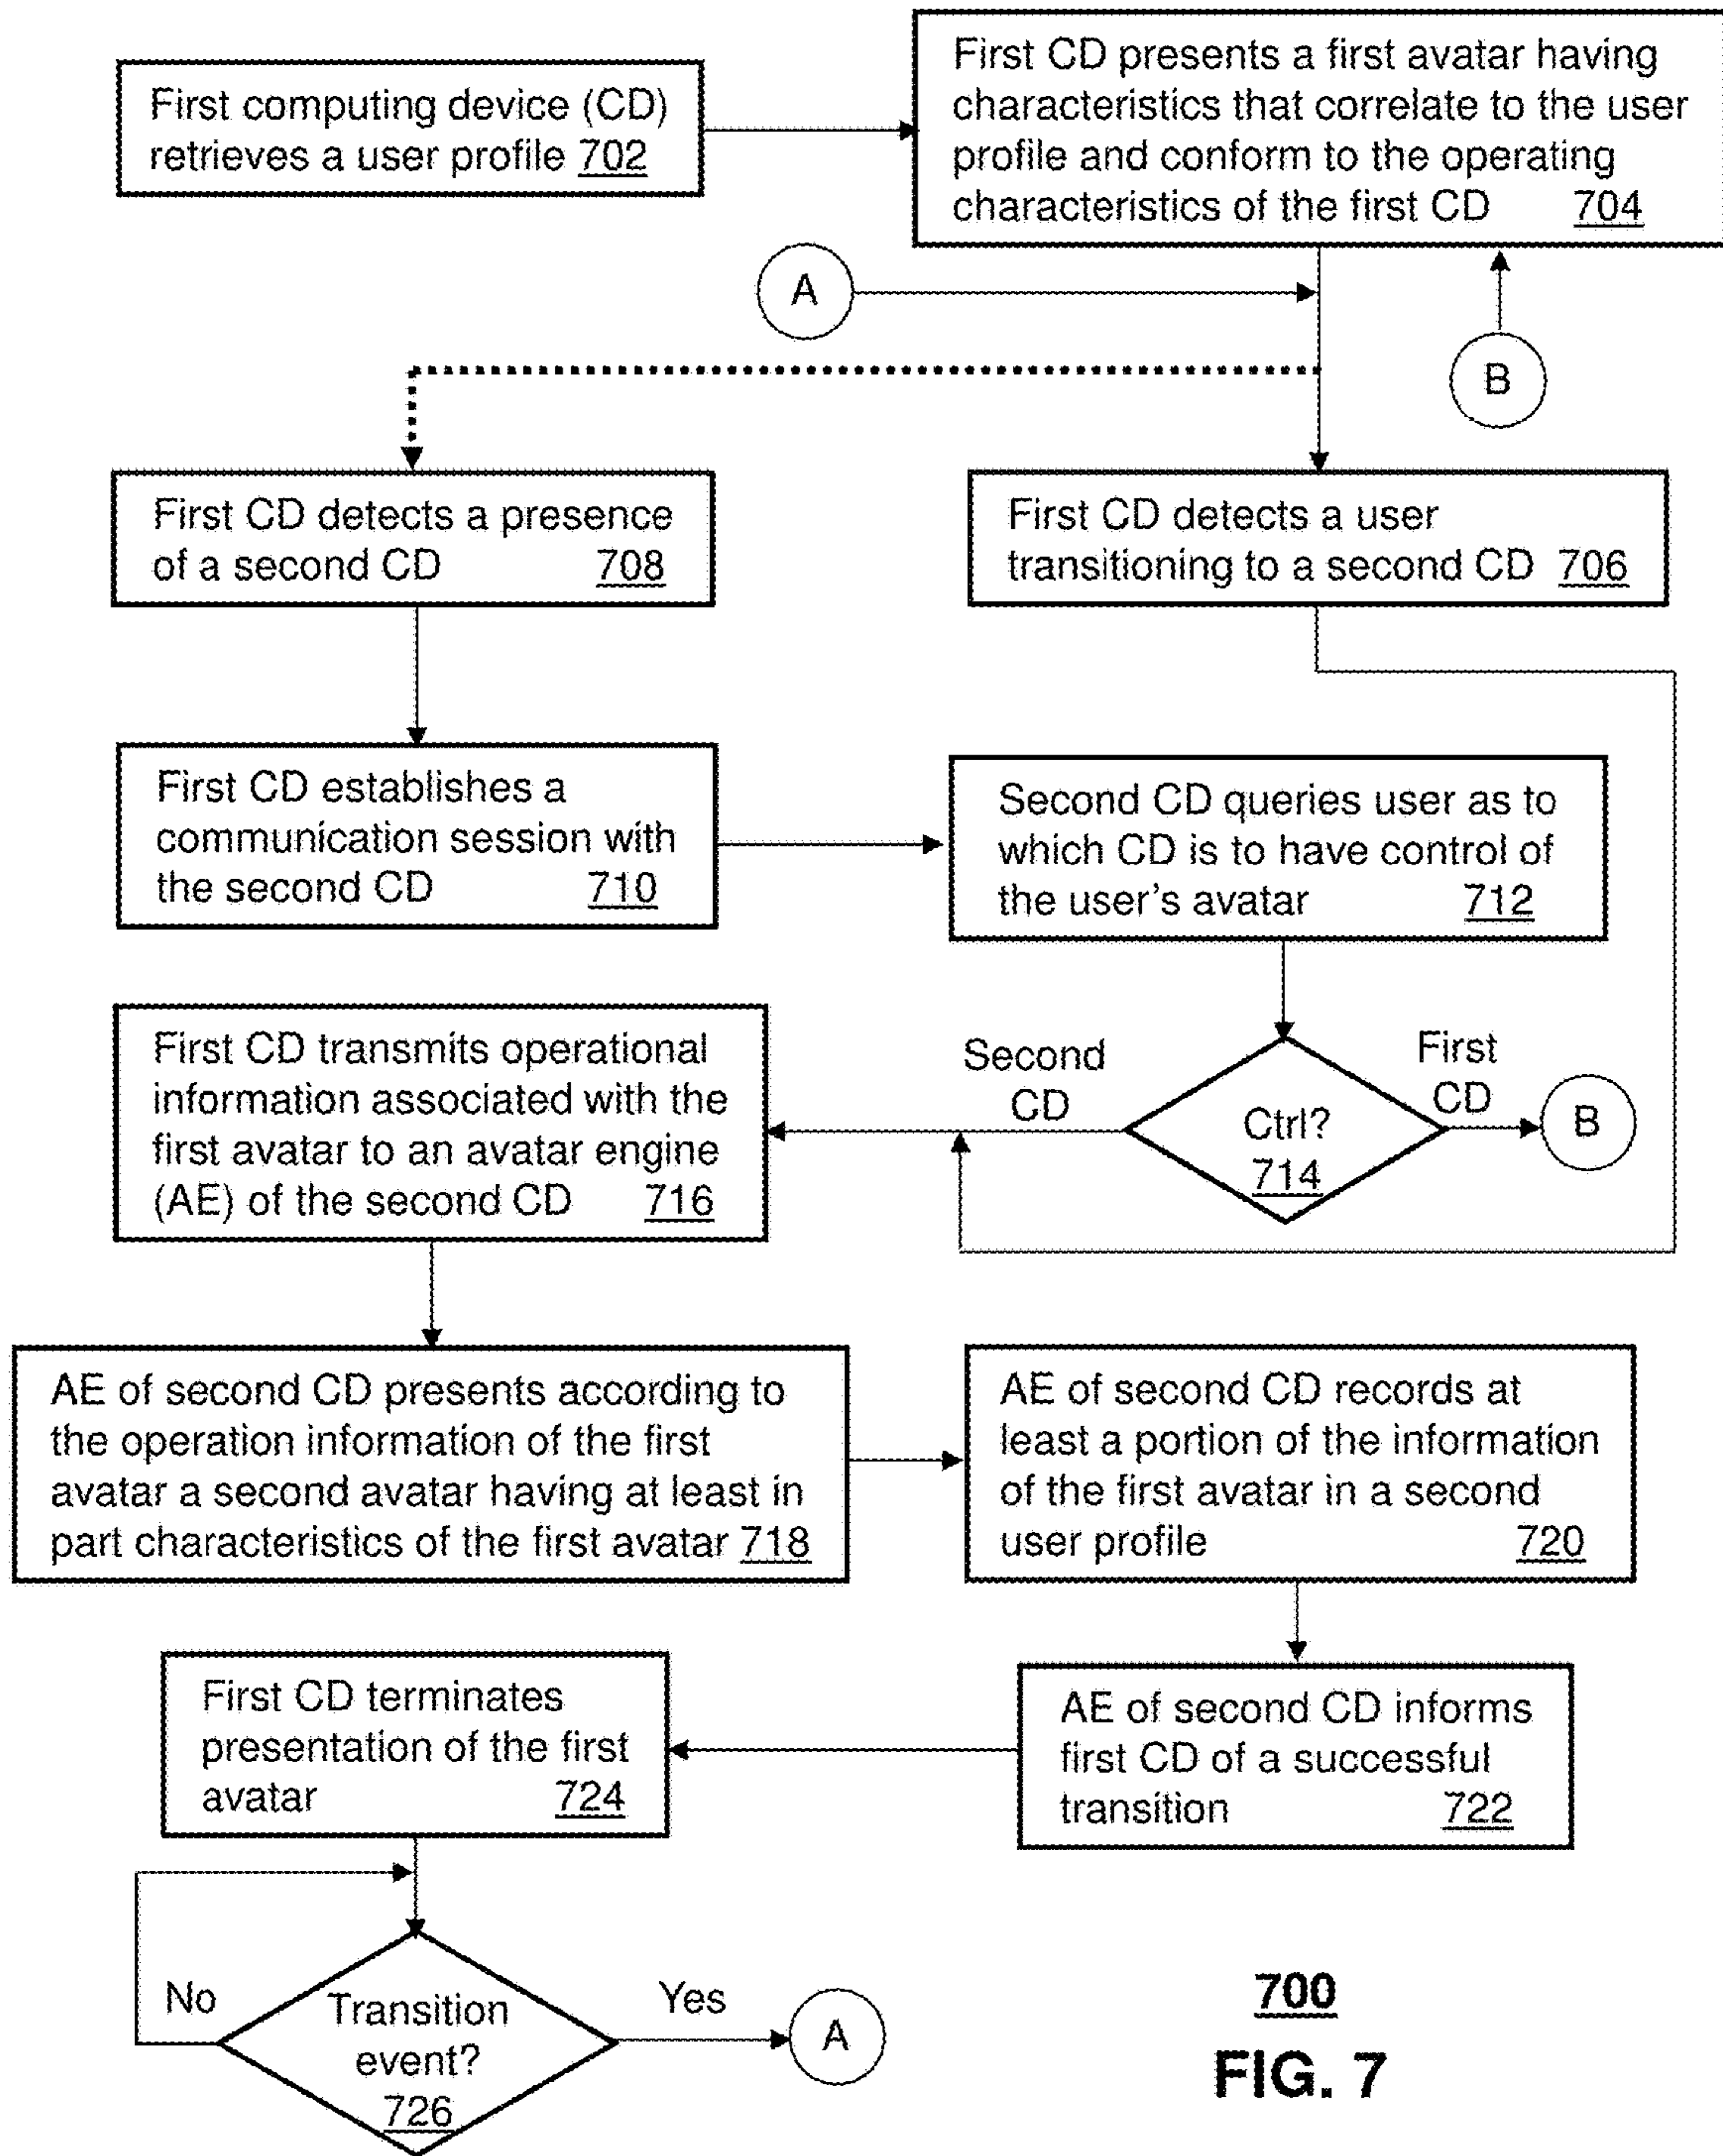 First computing device (CD)
retrieves a user profile 702
First CD presents a first avatar having
characteristics that correlate to the user
profile and conform to the operating
characteristics of the first CD 704
A
B
First CD detects a presence
of a second CD 708
First CD detects a user
transitioning to a second CD 706
First CD establishes a
communication session with
the second CD 710
Second CD queries user as to
which CD is to have control of
the user's avatar 712
First CD transmits operational
information associated with the
first avatar to an avatar engine
(AE) of the second CD 716
Second
CD
Ctrl?
714
First
CD
B
AE of second CD presents according to
the operation information of the first
avatar a second avatar having at least in
part characteristics of the first avatar 718
AE of second CD records at
least a portion of the information
of the first avatar in a second
user profile 720
First CD terminates
presentation of the first
avatar 724
AE of second CD informs
first CD of a successful
transition 722
No
Transition
event?
726
Yes
A
700
FIG. 7